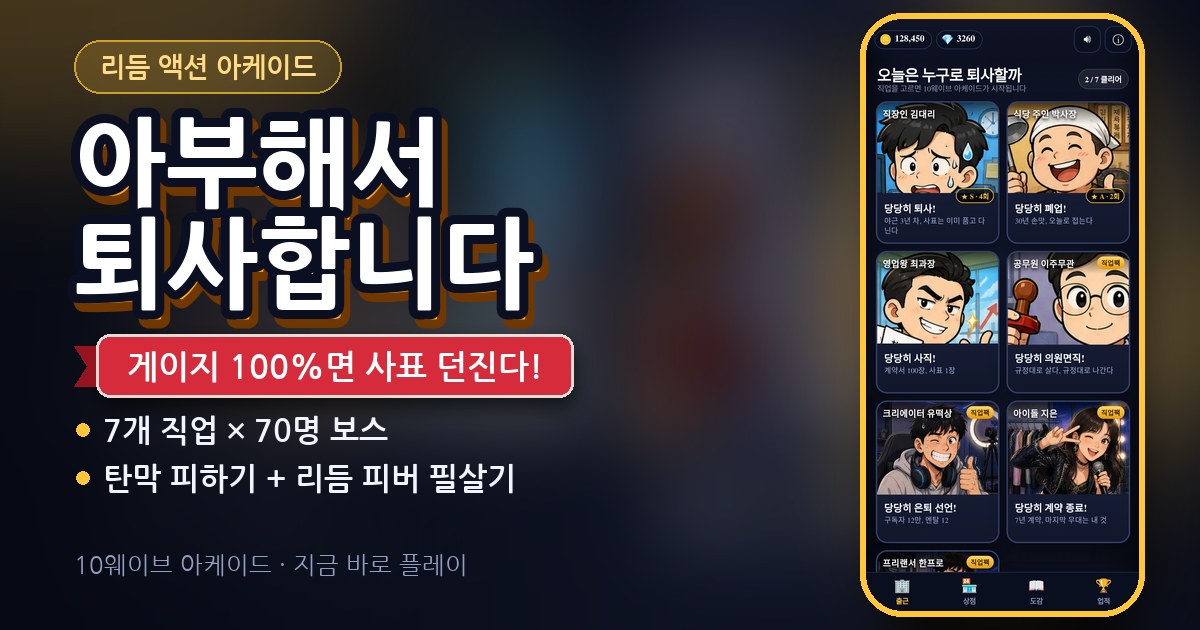 리듬 액션 아케이드
아부해서
퇴사합니다
게이지 100%면 사표 던진다!
7개 직업 × 70명 보스
탄막 피하기 + 리듬 피버 필살기
10웨이브 아케이드 · 지금 바로 플레이
128,450
3260
오늘은 누구로 퇴사할까
직업을 고르면 10웨이브 아케이드가 시작됩니다
2 / 7 클리어
직장인 김대리
★ S · 4회
당당히 퇴사!
야근 3년 차, 사표는 이미 품고 다
닌다
식당 주인 박사장
★ A · 2회
당당히 폐업!
30년 손맛, 오늘로 접는다
영업왕 최과장
당당히 사직!
계약서 100장, 사표 1장
공무원 이주무관
직업팩
당당히 의원면직!
규정대로 살다, 규정대로 나간다
크리에이터 유떡상
직업팩
당당히 은퇴 선언!
구독자 12만, 멘탈 12
아이돌 지은
직업팩
당당히 계약 종료!
7년 계약, 마지막 무대는 내 것
프리랜서 한프로
직업팩
출근
상점
도감
업적